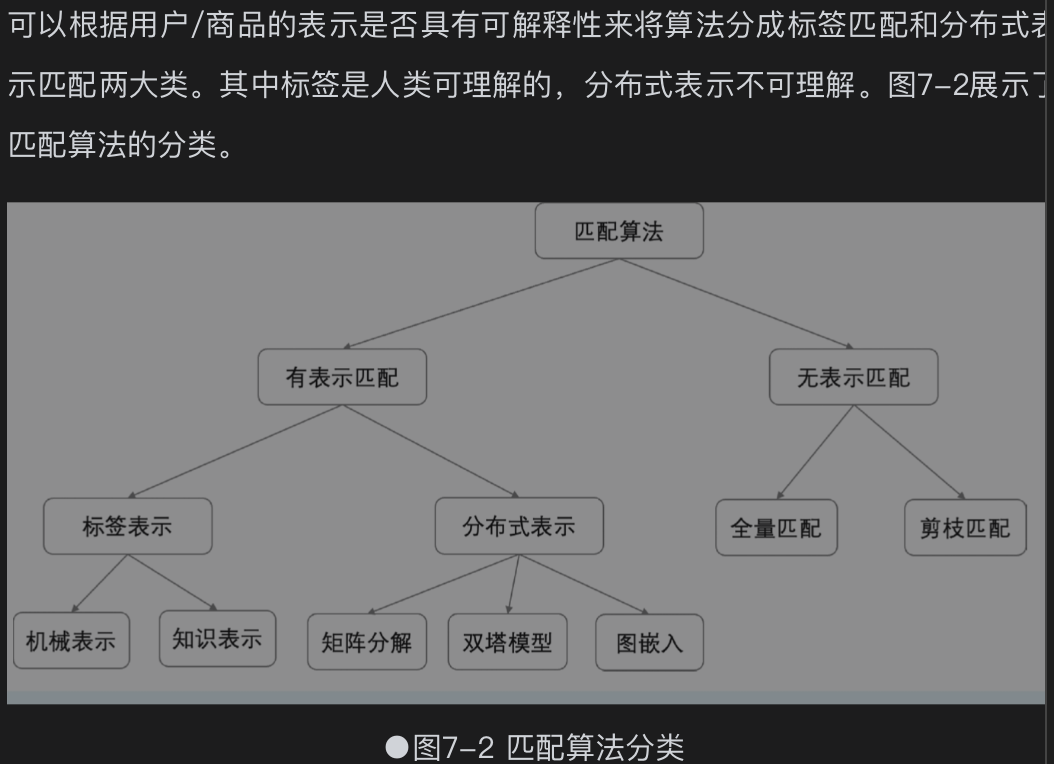 可以根据用户/商品的表示是否具有可解释性来将算法分成标签匹配和分布式表
示匹配两大类。其中标签是人类可理解的，分布式表示不可理解。图7-2展示了
匹配算法的分类。
匹配算法
有表示匹配
无表示匹配
标签表示
分布式表示
全量匹配
剪枝匹配
机械表示
知识表示
矩阵分解
双塔模型
图嵌入
●图7-2 匹配算法分类